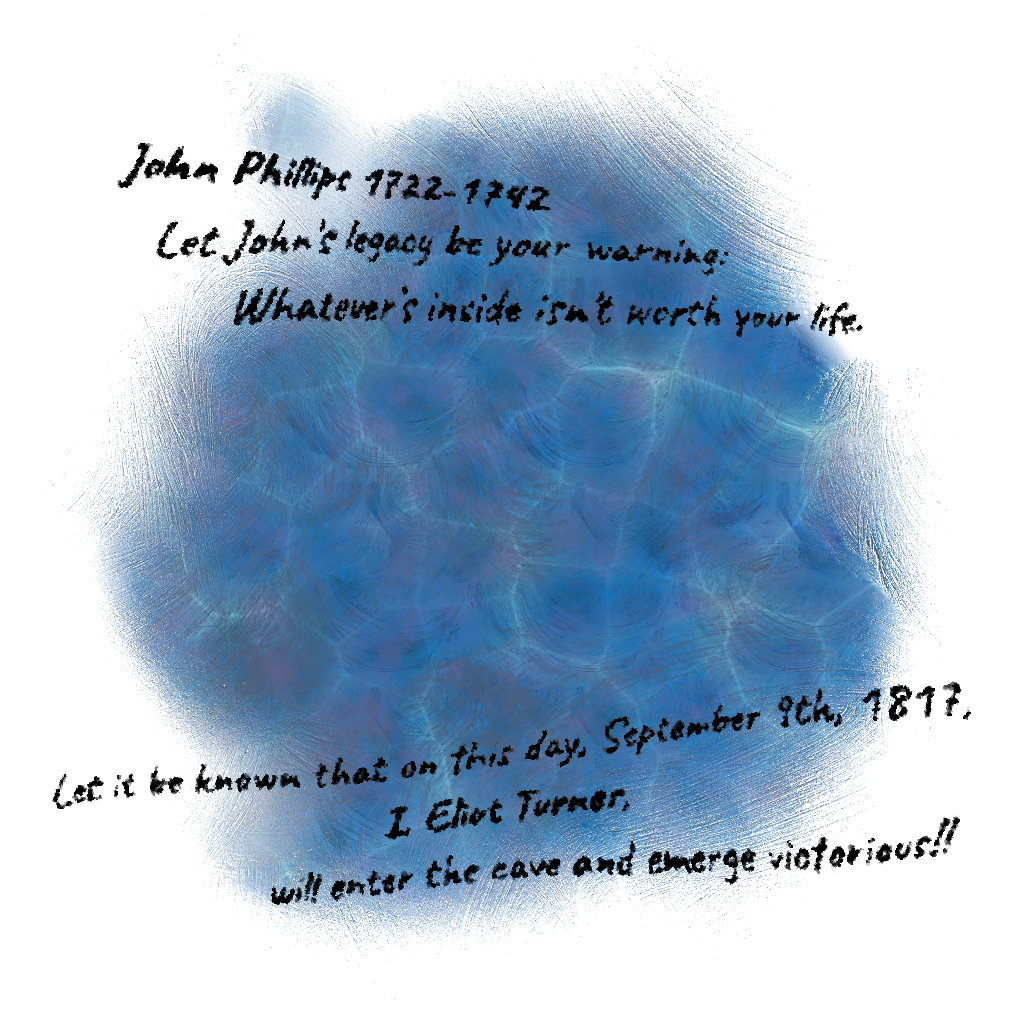 John Phillips 1722-1742
Let John's legacy be your warning:
Whatever's inside isn't worth your life.
Let it be known that on this day, September 9th, 1817,
I Eliot Turner,
will enter the cave and emerge victorious!!